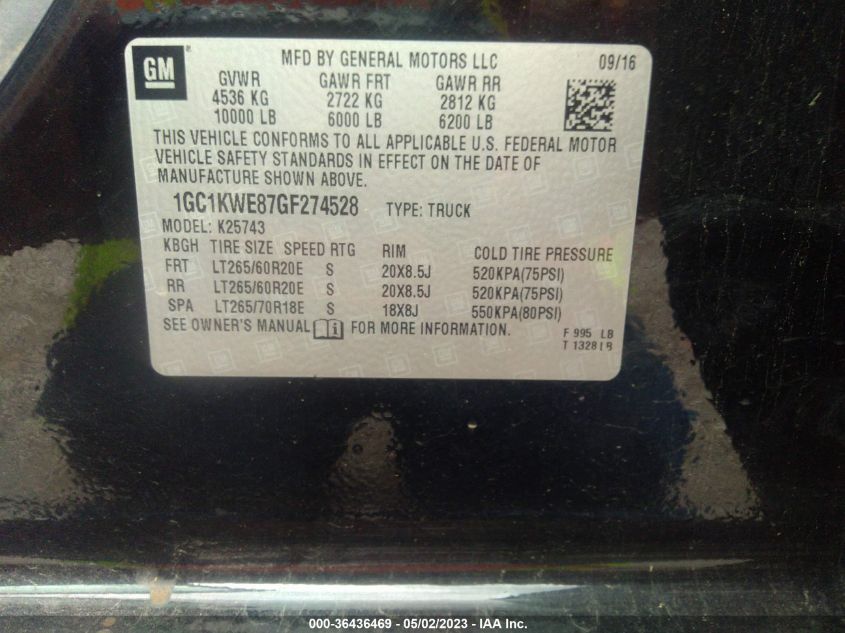 GM
MFD BY GENERAL MOTORS LLC 09/16
GVWR GAWR FRT GAWR RR
4536 KG 2722 KG 2812 KG
10000 LB 6000 LB 6200 LB
THIS VEHICLE CONFORMS TO ALL APPLICABLE U.S. FEDERAL MOTOR
VEHICLE SAFETY STANDARDS IN EFFECT ON THE DATE OF
MANUFACTURE SHOWN ABOVE.
1GC1KWE87GF274528 TYPE: TRUCK
MODEL: K25743
KBGH TIRE SIZE SPEED RTG RIM COLD TIRE PRESSURE
FRT LT265/60R20E S 20X8.5J 520KPA(75PSI)
RR LT265/60R20E S 20X8.5J 520KPA(75PSI)
SPA LT265/70R18E S 18X8J 550KPA(80PSI)
SEE OWNER'S MANUAL FOR MORE INFORMATION.
F 995 LB
T 1328 LB
000-36436469 - 05/02/2023 - IAA Inc.